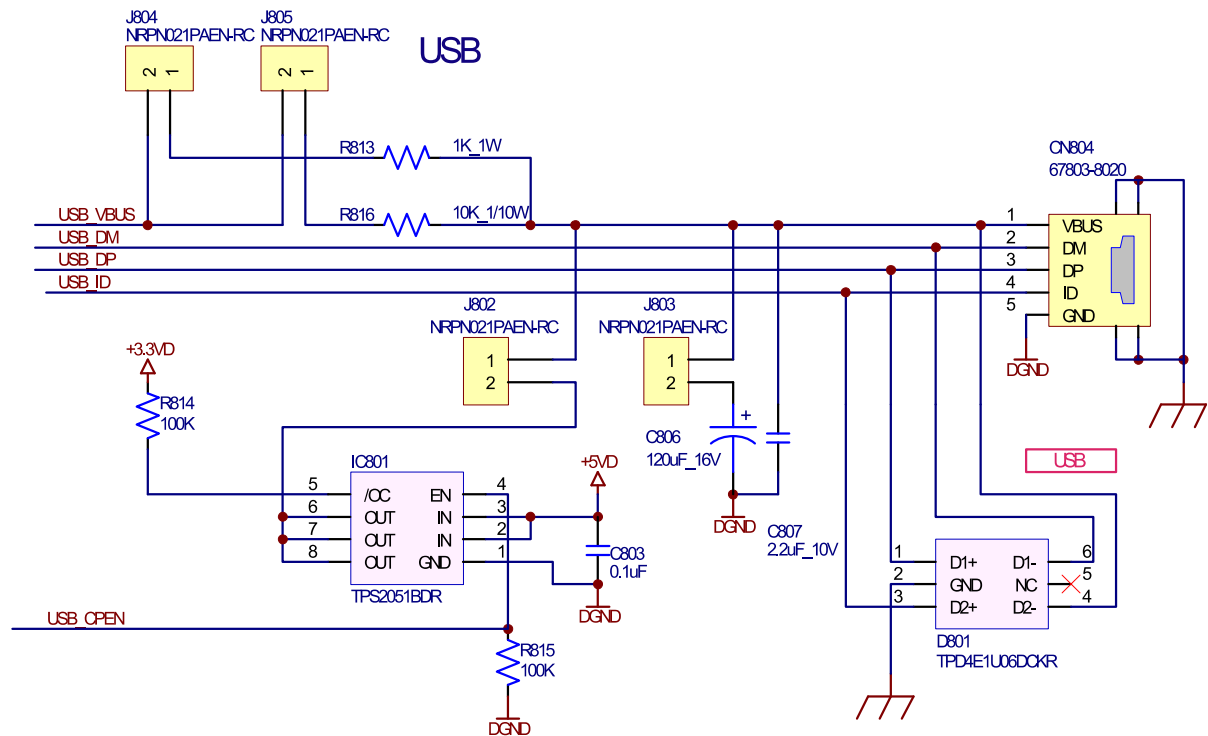 J804
NRPN021PAEN-RC
J805
NRPN021PAEN-RC
USB
2
1
2
1
R813
1K_1W
R816
10K_1/10W
CN804
67803-8020
USB_VBUS
USB_DM
USB_DP
USB_ID
1
2
3
4
5
VBUS
DM
DP
ID
GND
DGND
J802
NRPN021PAEN-RC
1
2
J803
NRPN021PAEN-RC
1
2
+3.3VD
R814
100K
C806
120uF_16V
+
DGND
C807
2.2uF_10V
USB
IC801
+5VD
5
6
7
8
/OC
OUT
OUT
OUT
EN
IN
IN
GND
4
3
2
1
TPS2051BDR
C803
0.1uF
DGND
1
2
3
D1+
GND
D2+
D1-
NC
D2-
6
5
4
D801
TPD4E1U06DCKR
USB_CPEN
R815
100K
DGND